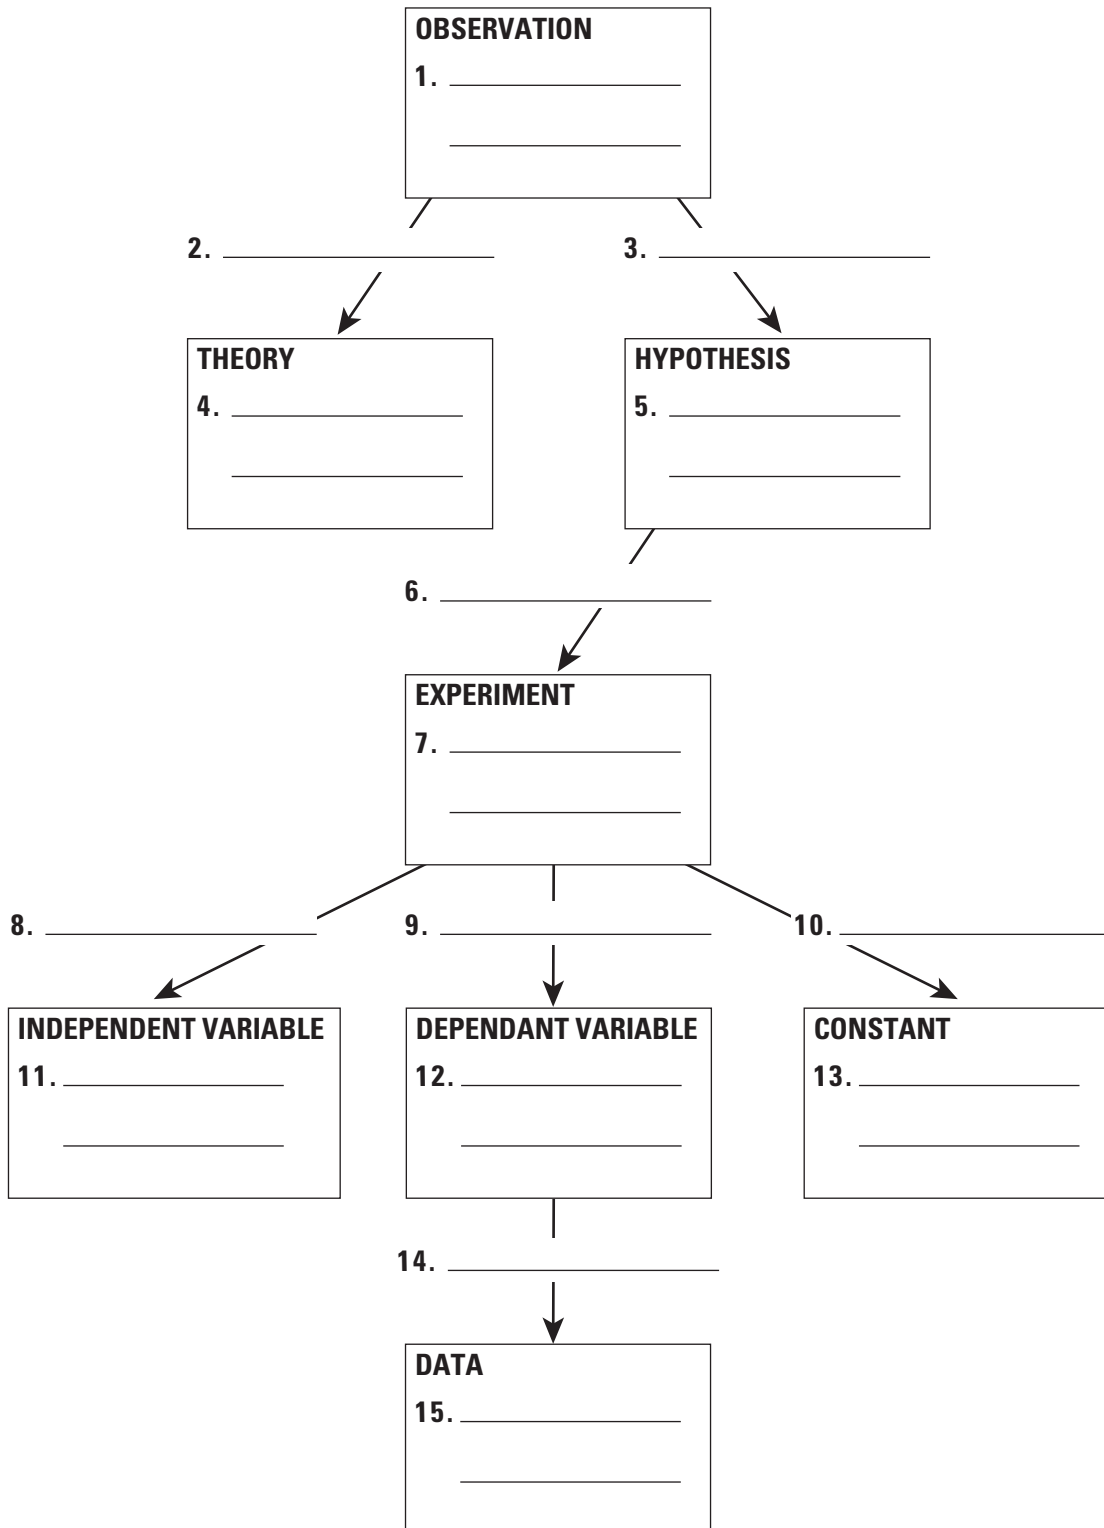 OBSERVATION
1.
2.
3.
THEORY
4.
HYPOTHESIS
5.
6.
EXPERIMENT
7.
8.
9.
10.
INDEPENDENT VARIABLE
11.
DEPENDANT VARIABLE
12.
CONSTANT
13.
14.
DATA
15.